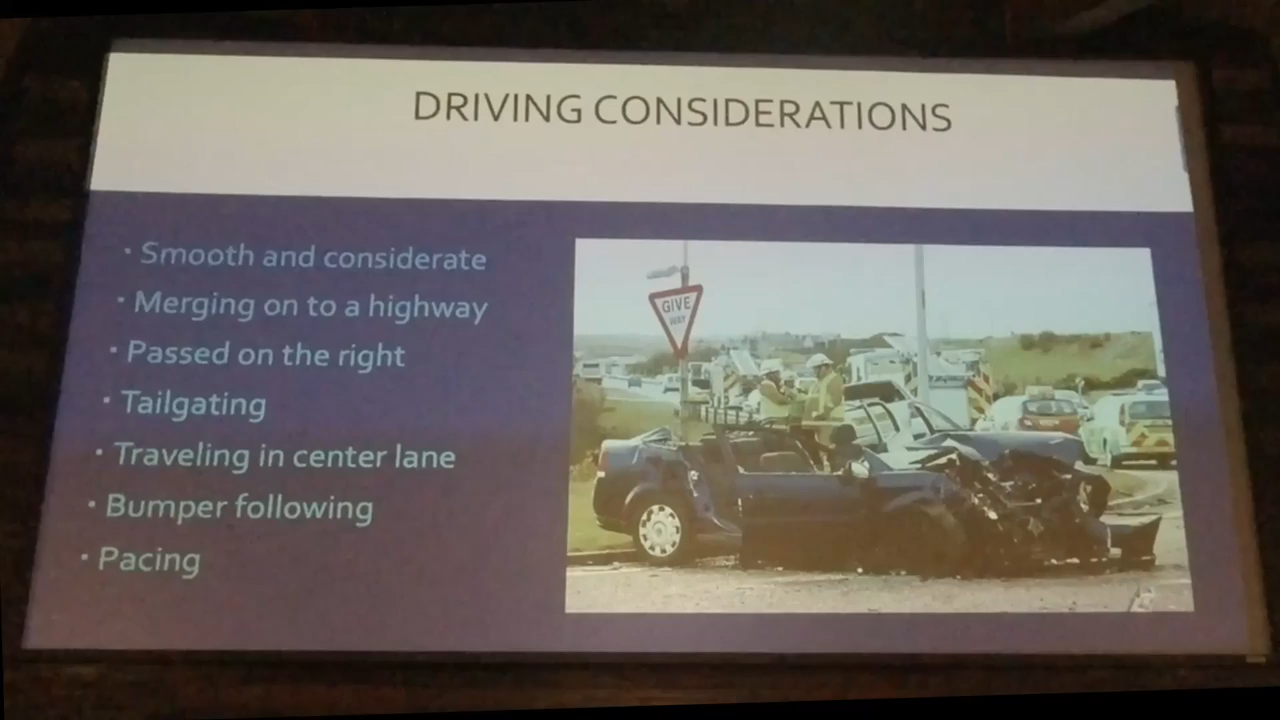 DRIVING CONSIDERATIONS
· Smooth and considerate
· Merging on to a highway
· Passed on the right
· Tailgating
· Traveling in center lane
· Bumper following
· Pacing
GIVE
WAY